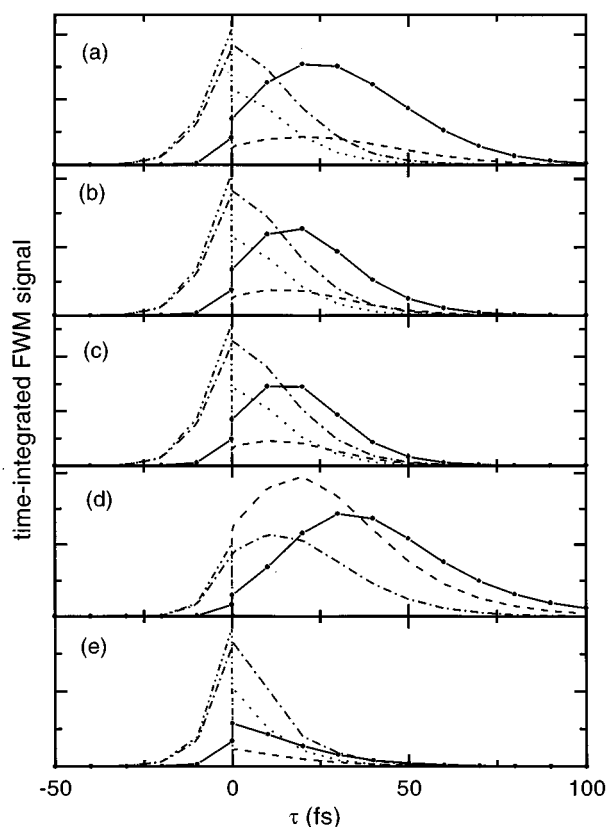 (a)
(b)
(c)
(d)
(e)
time-integrated FWM signal
-50 0 50 100
τ (fs)